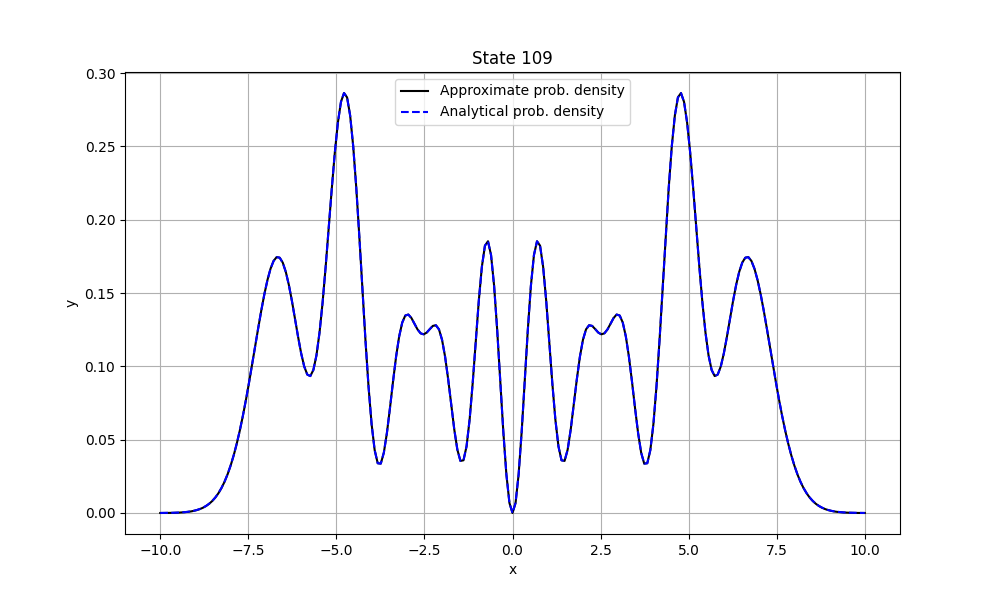 State 109
Approximate prob. density
Analytical prob. density
y
0.30
0.25
0.20
0.15
0.10
0.05
0.00
−10.0 −7.5 −5.0 −2.5 0.0 2.5 5.0 7.5 10.0
x